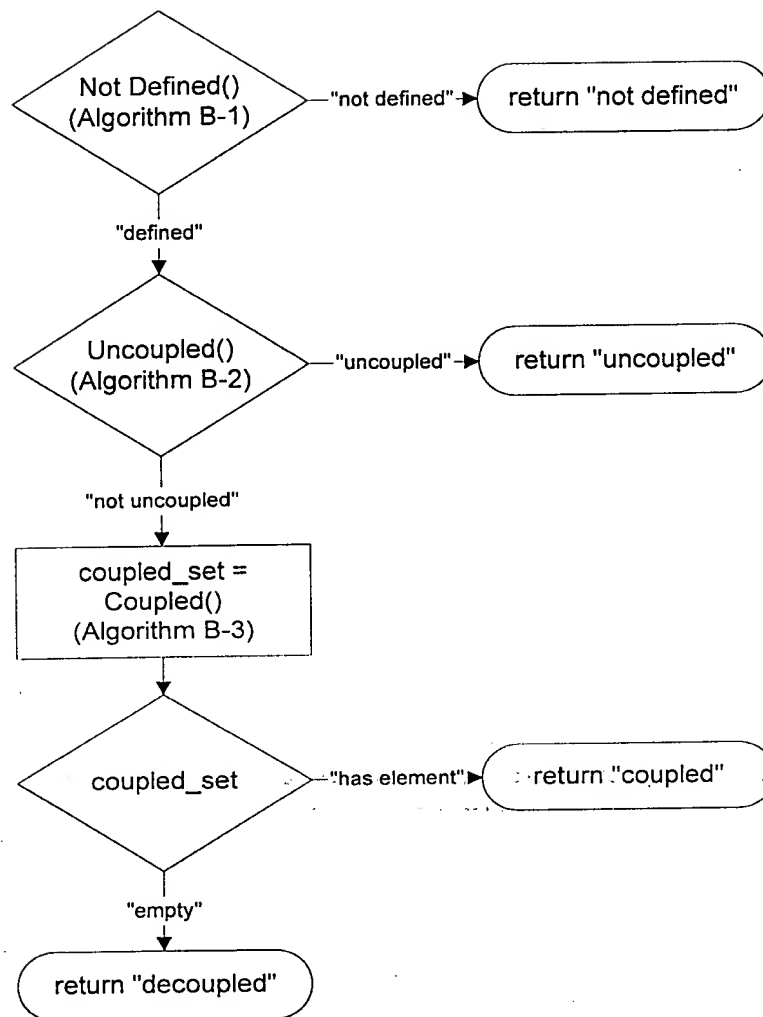 Not Defined()
(Algorithm B-1)
"not defined"
return "not defined"
"defined"
Uncoupled()
(Algorithm B-2)
"uncoupled"
return "uncoupled"
"not uncoupled"
coupled_set =
Coupled()
(Algorithm B-3)
coupled_set
"has element"
return "coupled"
"empty"
return "decoupled"